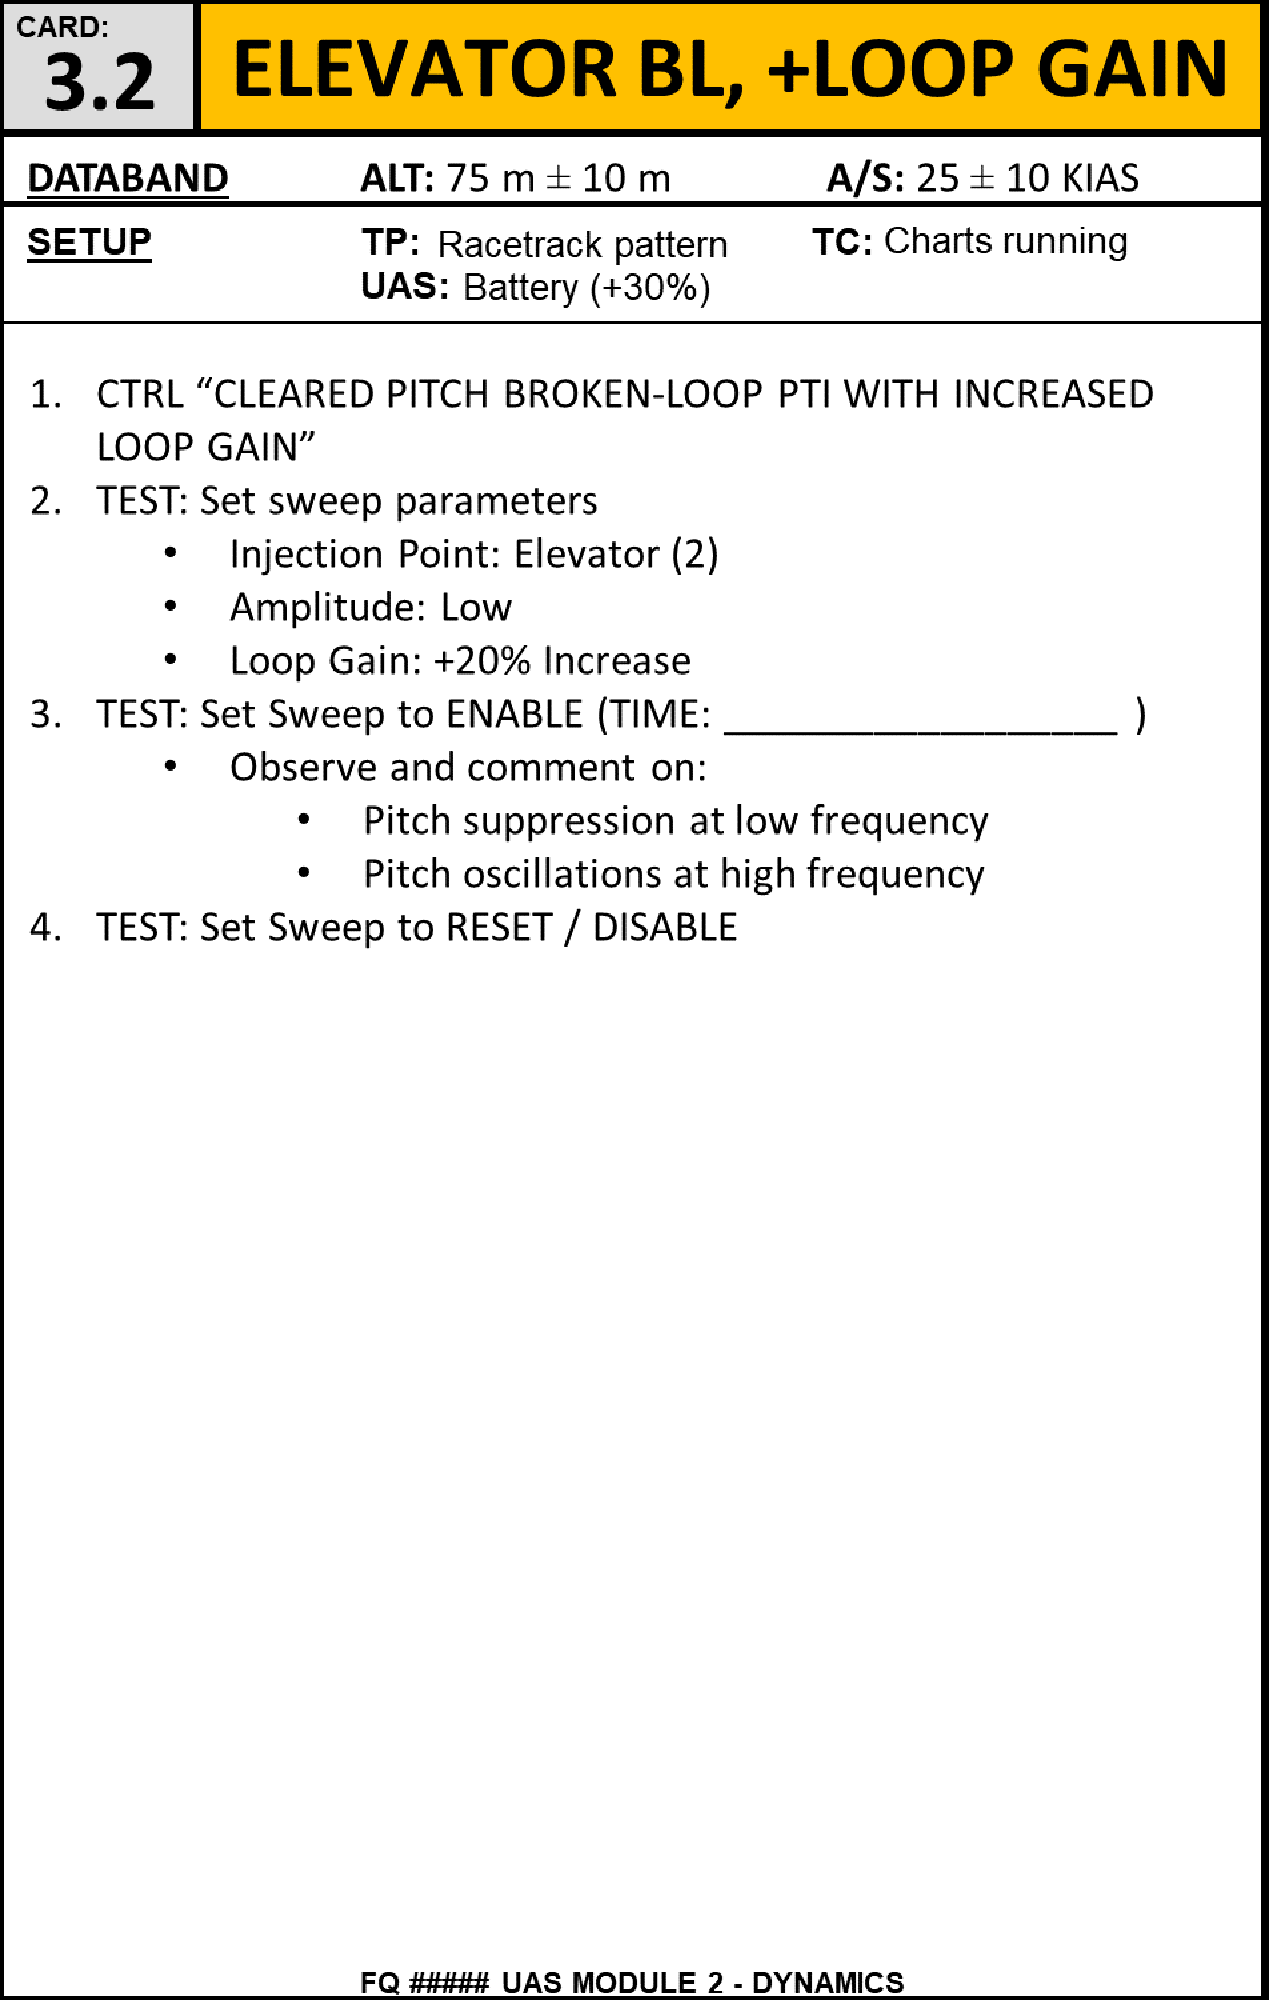 CARD:
3.2
ELEVATOR BL, +LOOP GAIN
DATABAND ALT: 75 m ± 10 m A/S: 25 ± 10 KIAS
SETUP TP: Racetrack pattern TC: Charts running
UAS: Battery (+30%)
1. CTRL “CLEARED PITCH BROKEN-LOOP PTI WITH INCREASED
LOOP GAIN”
2. TEST: Set sweep parameters
• Injection Point: Elevator (2)
• Amplitude: Low
• Loop Gain: +20% Increase
3. TEST: Set Sweep to ENABLE (TIME: __________________ )
• Observe and comment on:
• Pitch suppression at low frequency
• Pitch oscillations at high frequency
4. TEST: Set Sweep to RESET / DISABLE
FQ ##### UAS MODULE 2 - DYNAMICS